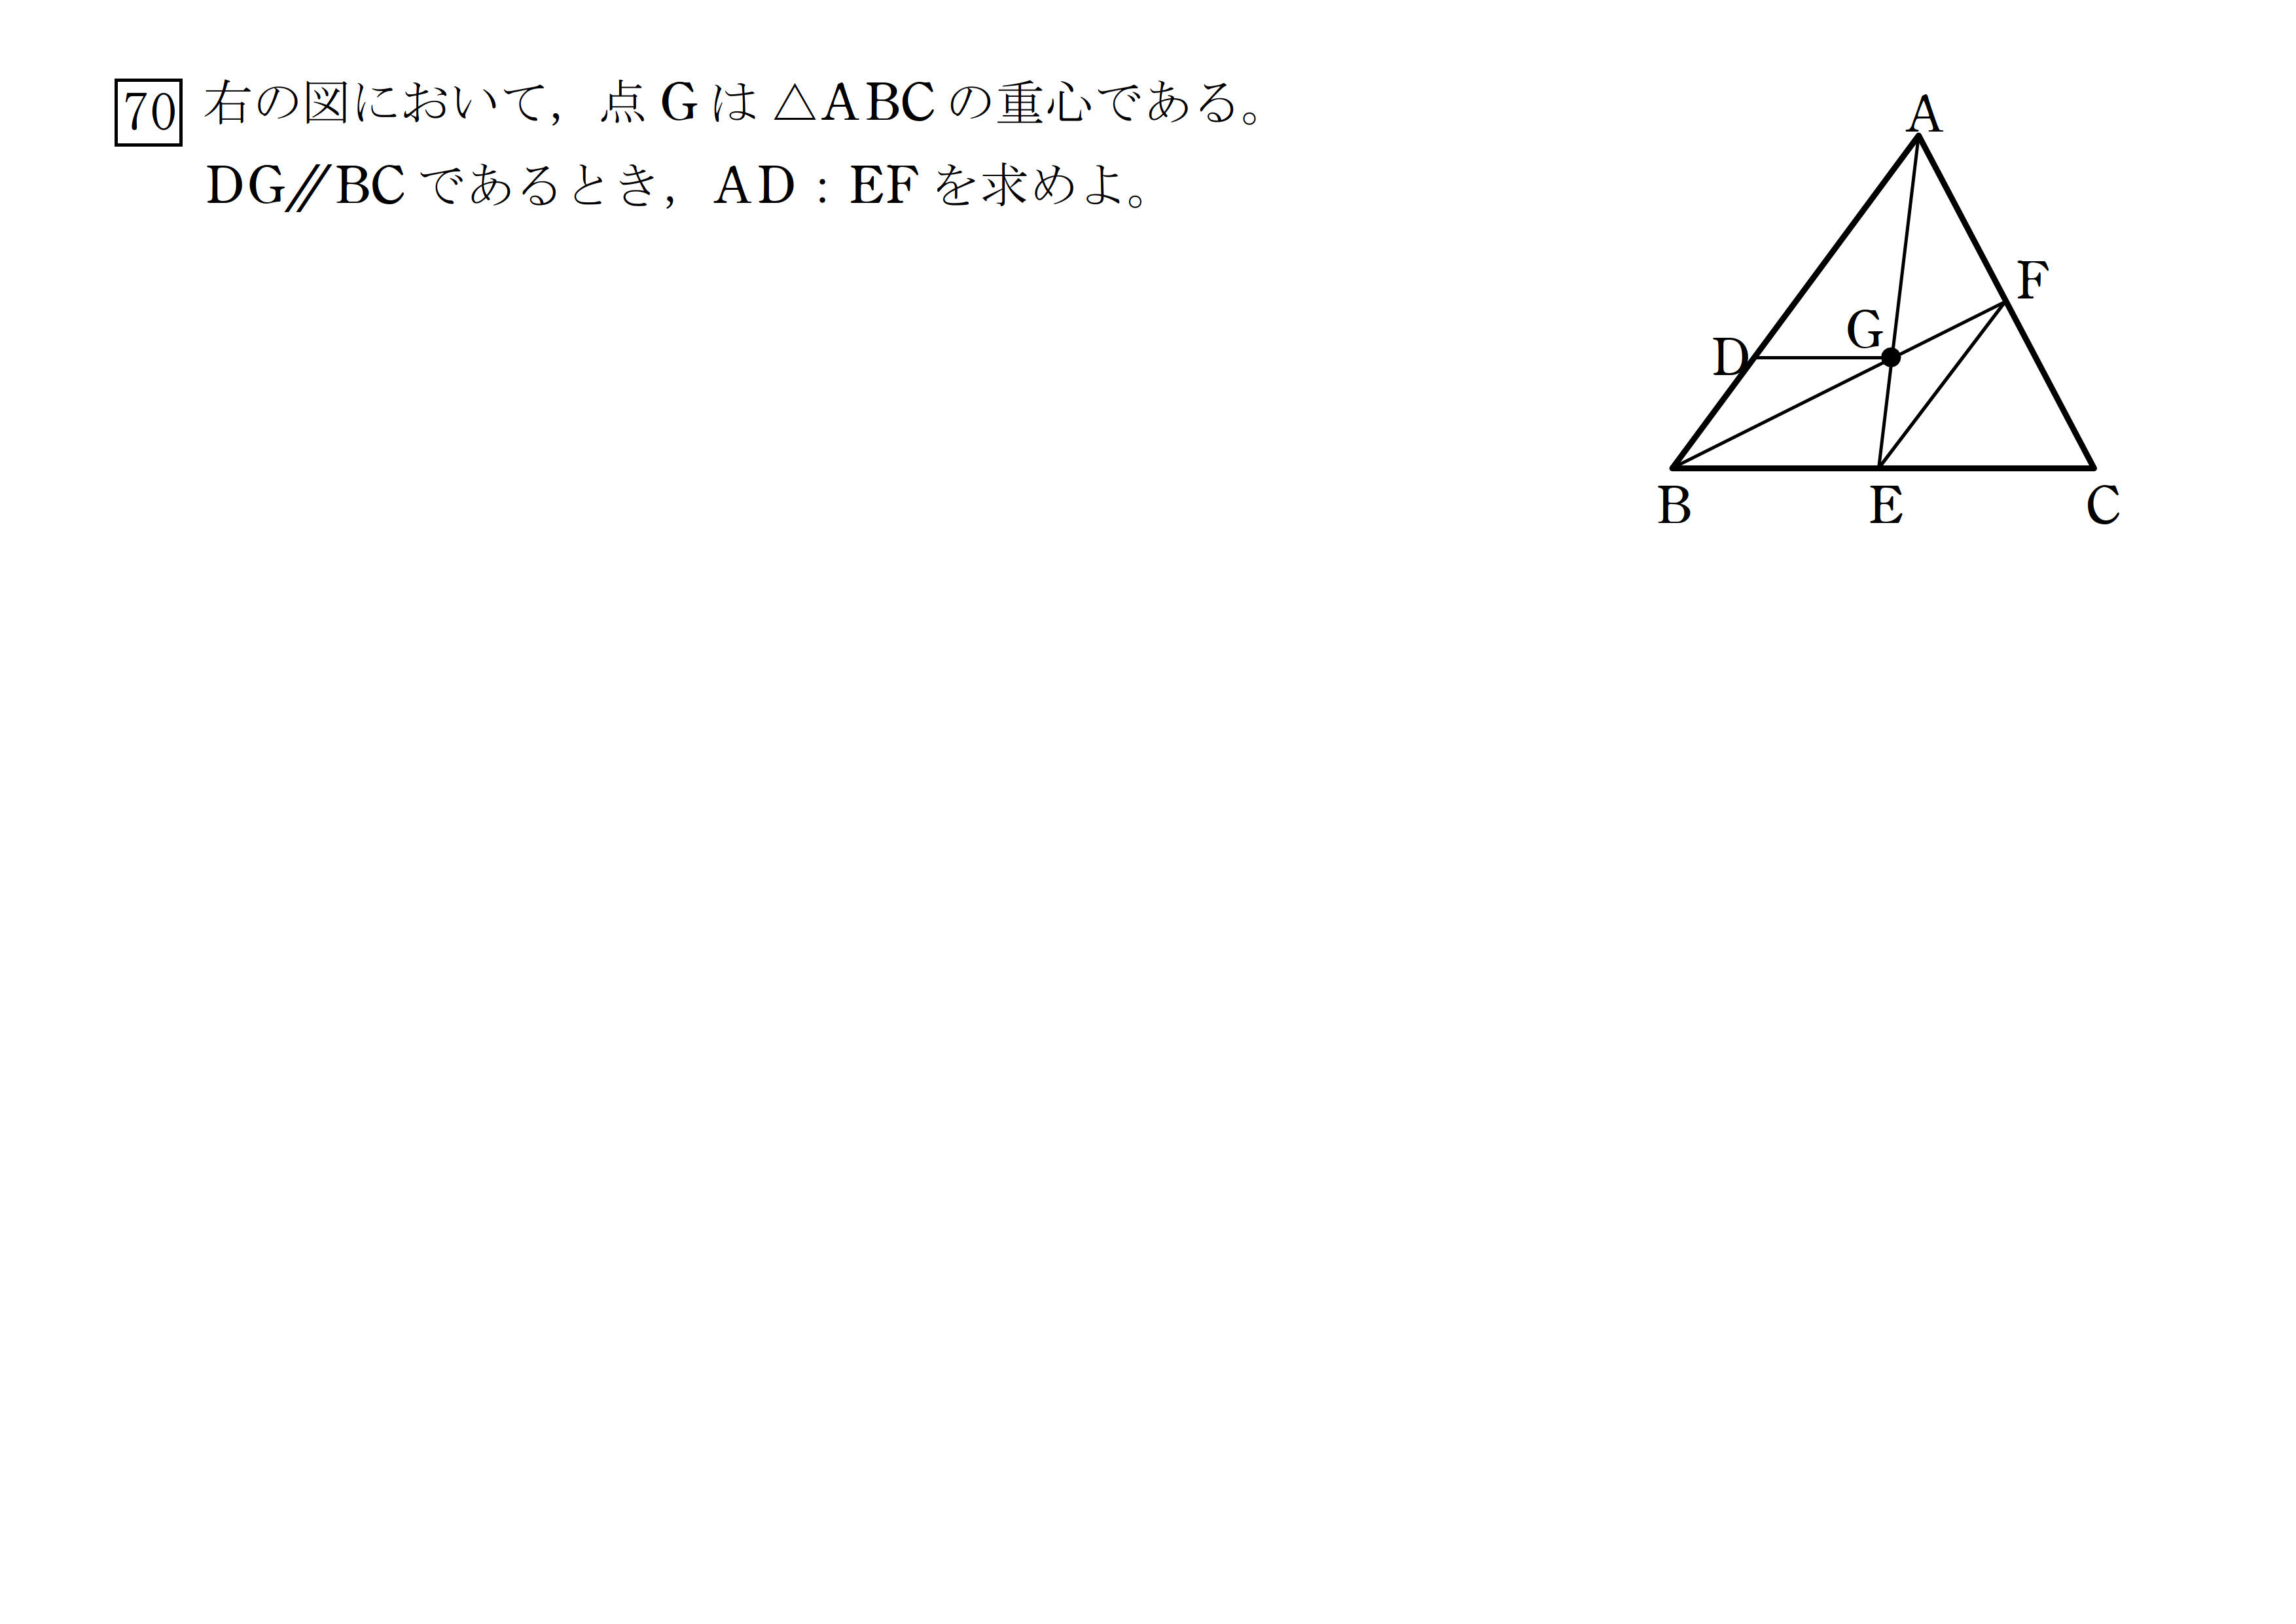 70 右の図において，点 G は △ABC の重心である。
DG∥BC であるとき，AD：EF を求めよ。
A
F
G
D
B E C